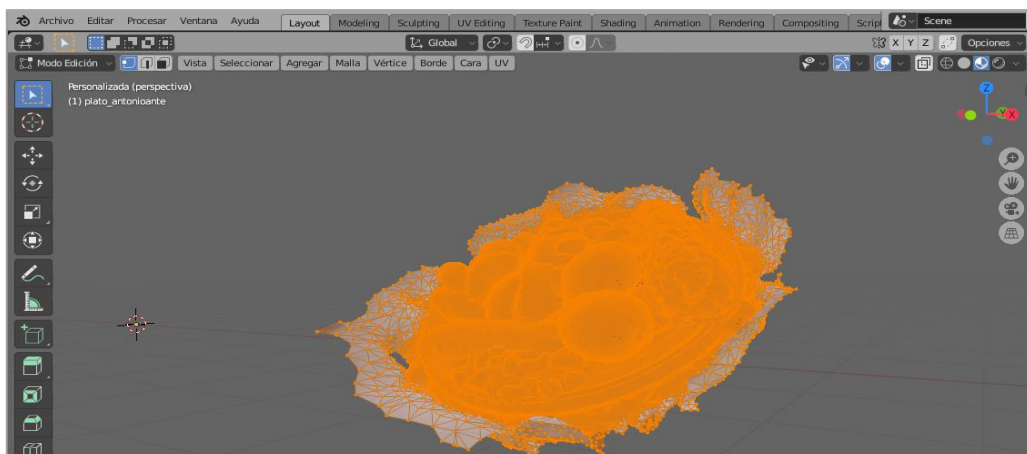 Archivo Editar Procesar Ventana Ayuda Layout Modeling Sculpting UV Editing Texture Paint Shading Animation Rendering Compositing Scrip Scene
Global X Y Z Opciones
Modo Edición Vista Seleccionar Agregar Malla Vértice Borde Cara UV
Personalizada (perspectiva)
(1) plato_antonioante
Z
Y X